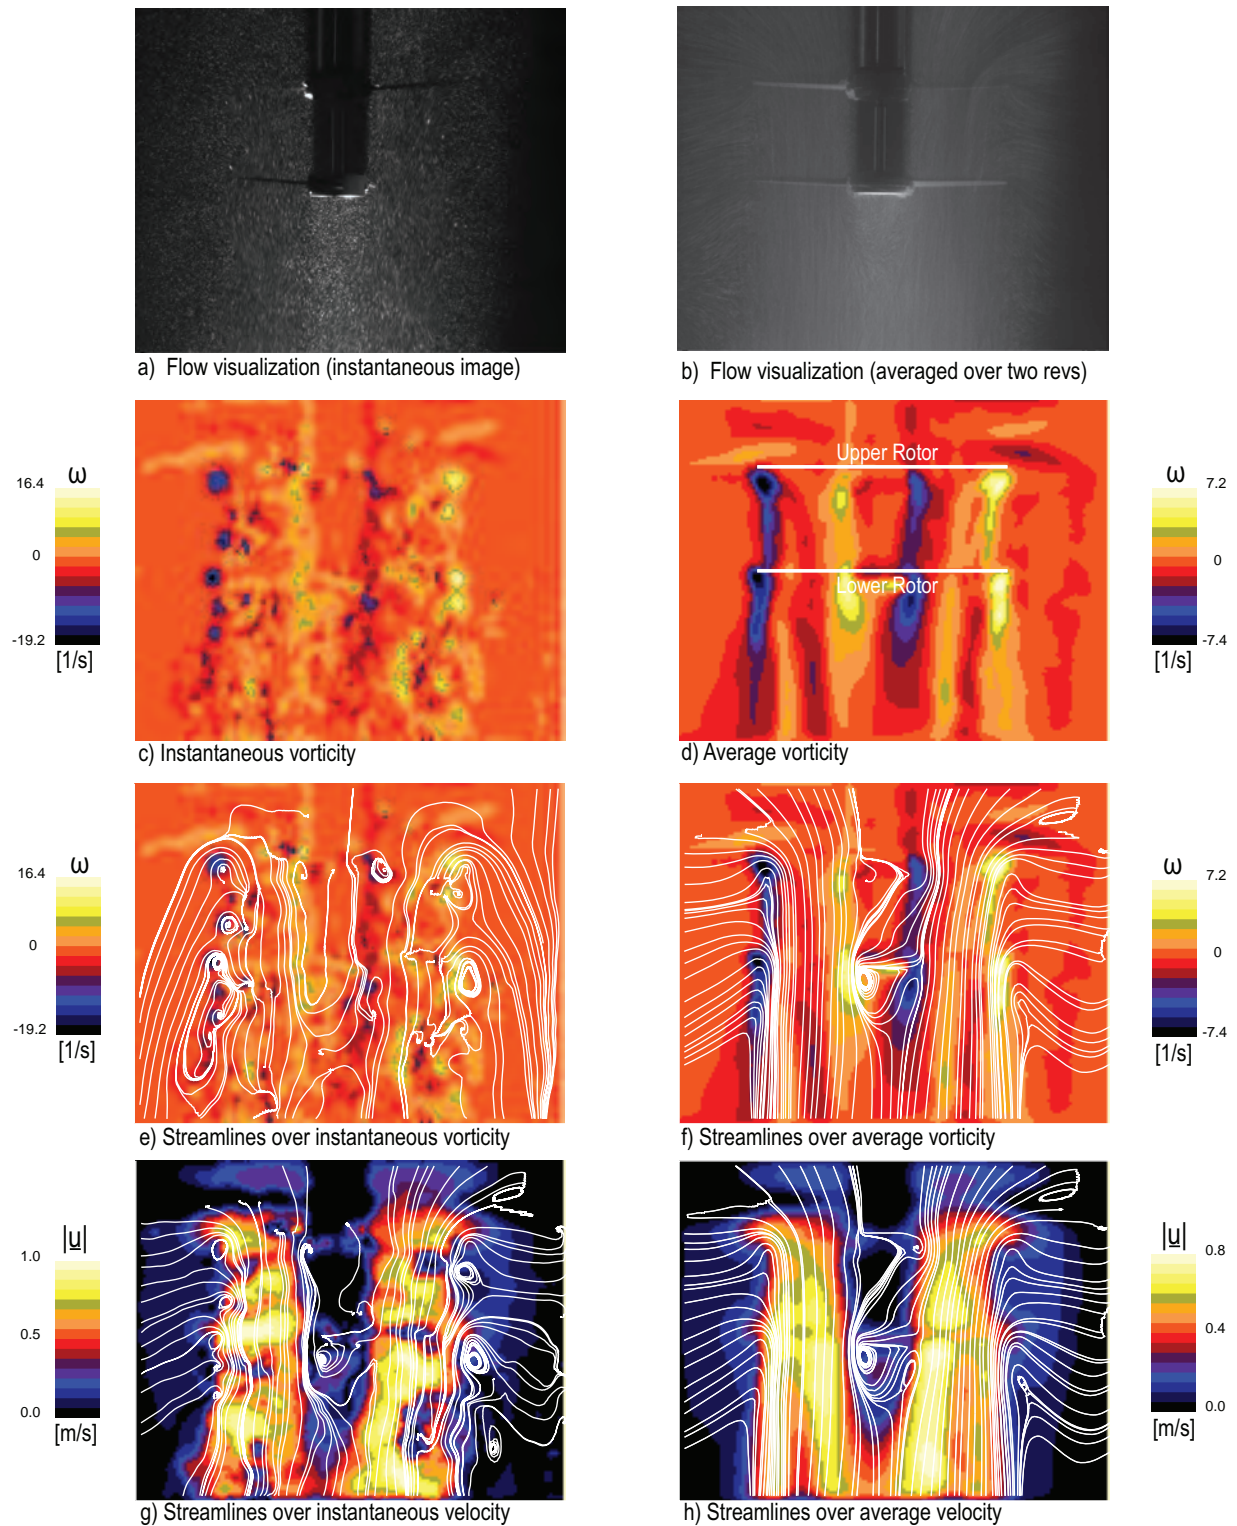 a) Flow visualization (instantaneous image)
b) Flow visualization (averaged over two revs)
ω
16.4
0
-19.2
[1/s]
Upper Rotor
Lower Rotor
ω
7.2
0
-7.4
[1/s]
c) Instantaneous vorticity
d) Average vorticity
ω
16.4
0
-19.2
[1/s]
ω
7.2
0
-7.4
[1/s]
e) Streamlines over instantaneous vorticity
f) Streamlines over average vorticity
|u|
1.0
0.5
0.0
[m/s]
|u|
0.8
0.4
0.0
[m/s]
g) Streamlines over instantaneous velocity
h) Streamlines over average velocity